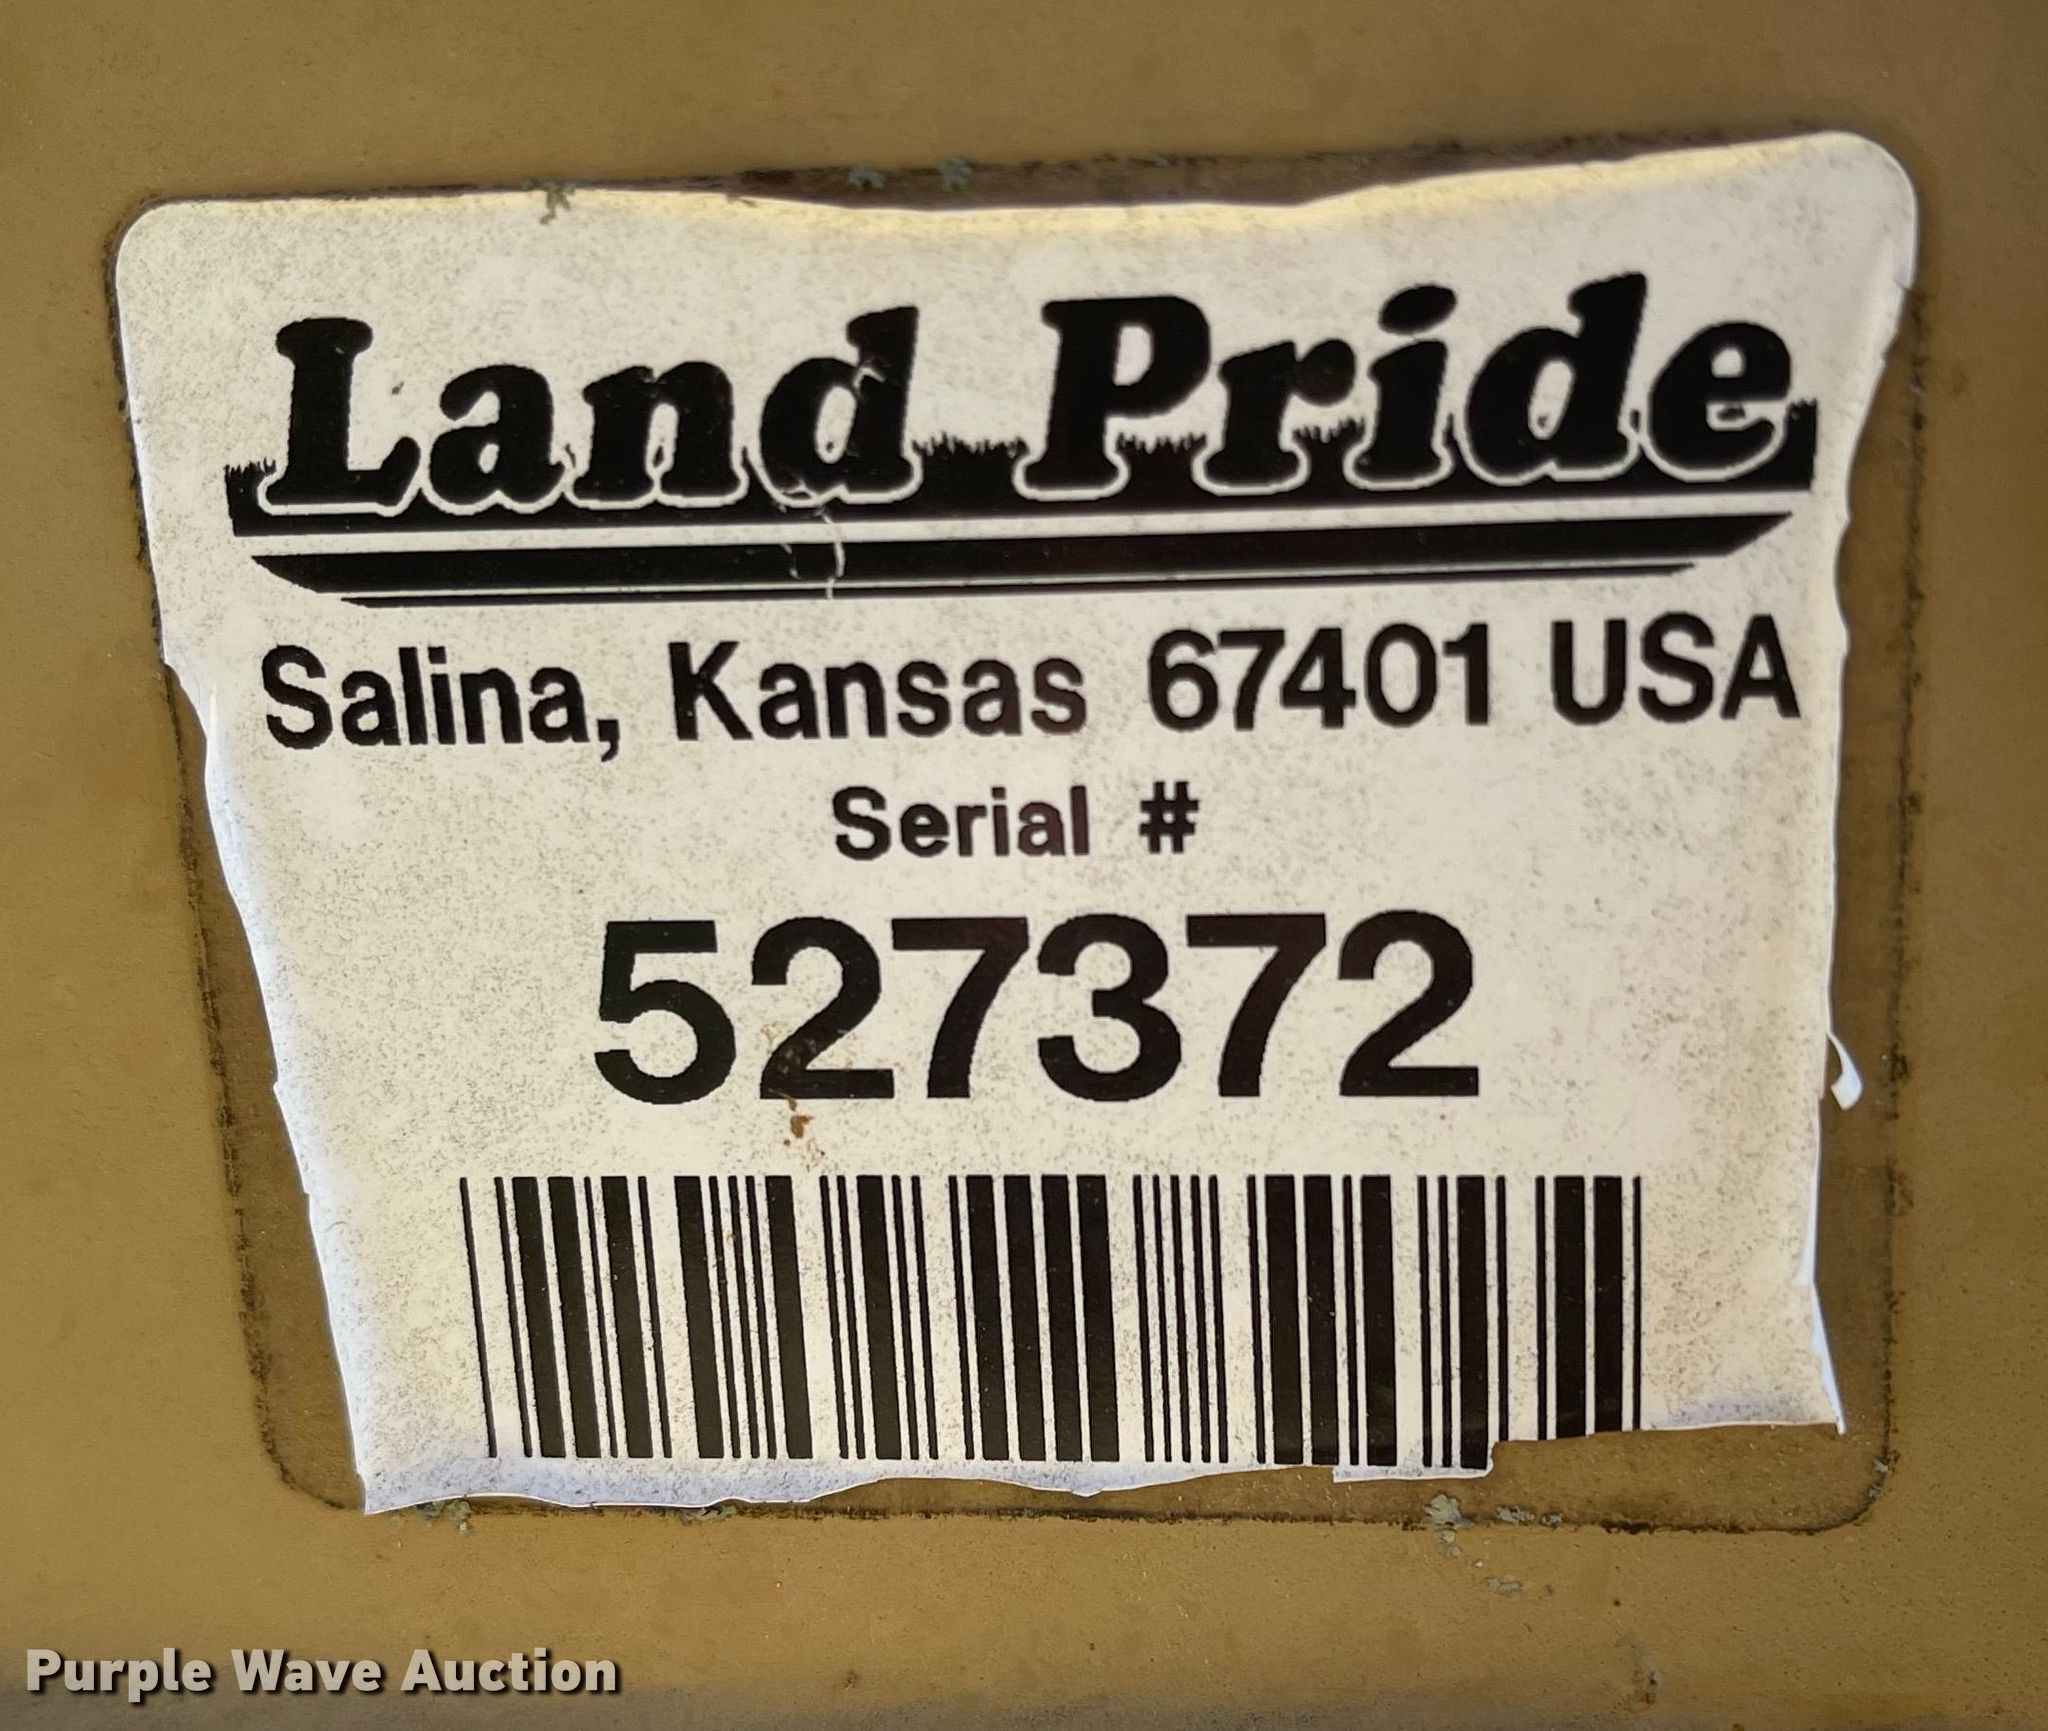 Land Pride
Salina, Kansas 67401 USA
Serial #
527372
Purple Wave Auction